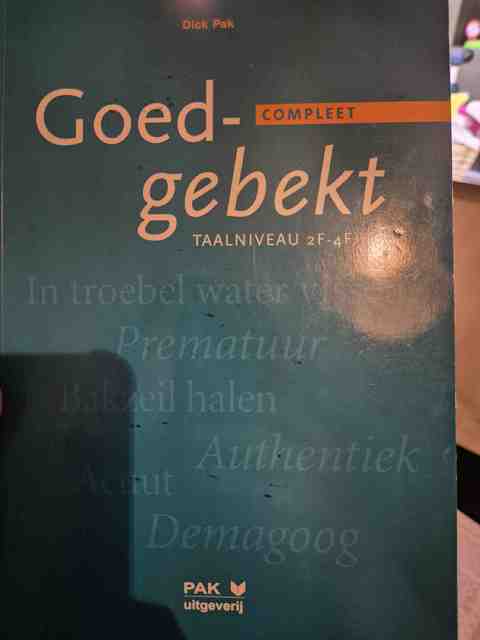 Dick Pak
Goed-
COMPLEET
gebekt
TAALNIVEAU 2F-4F
In troebel water vissen
Prematuur
Bakzeil halen
Authentiek
Acuut
Demagoog
PAK
uitgeverij